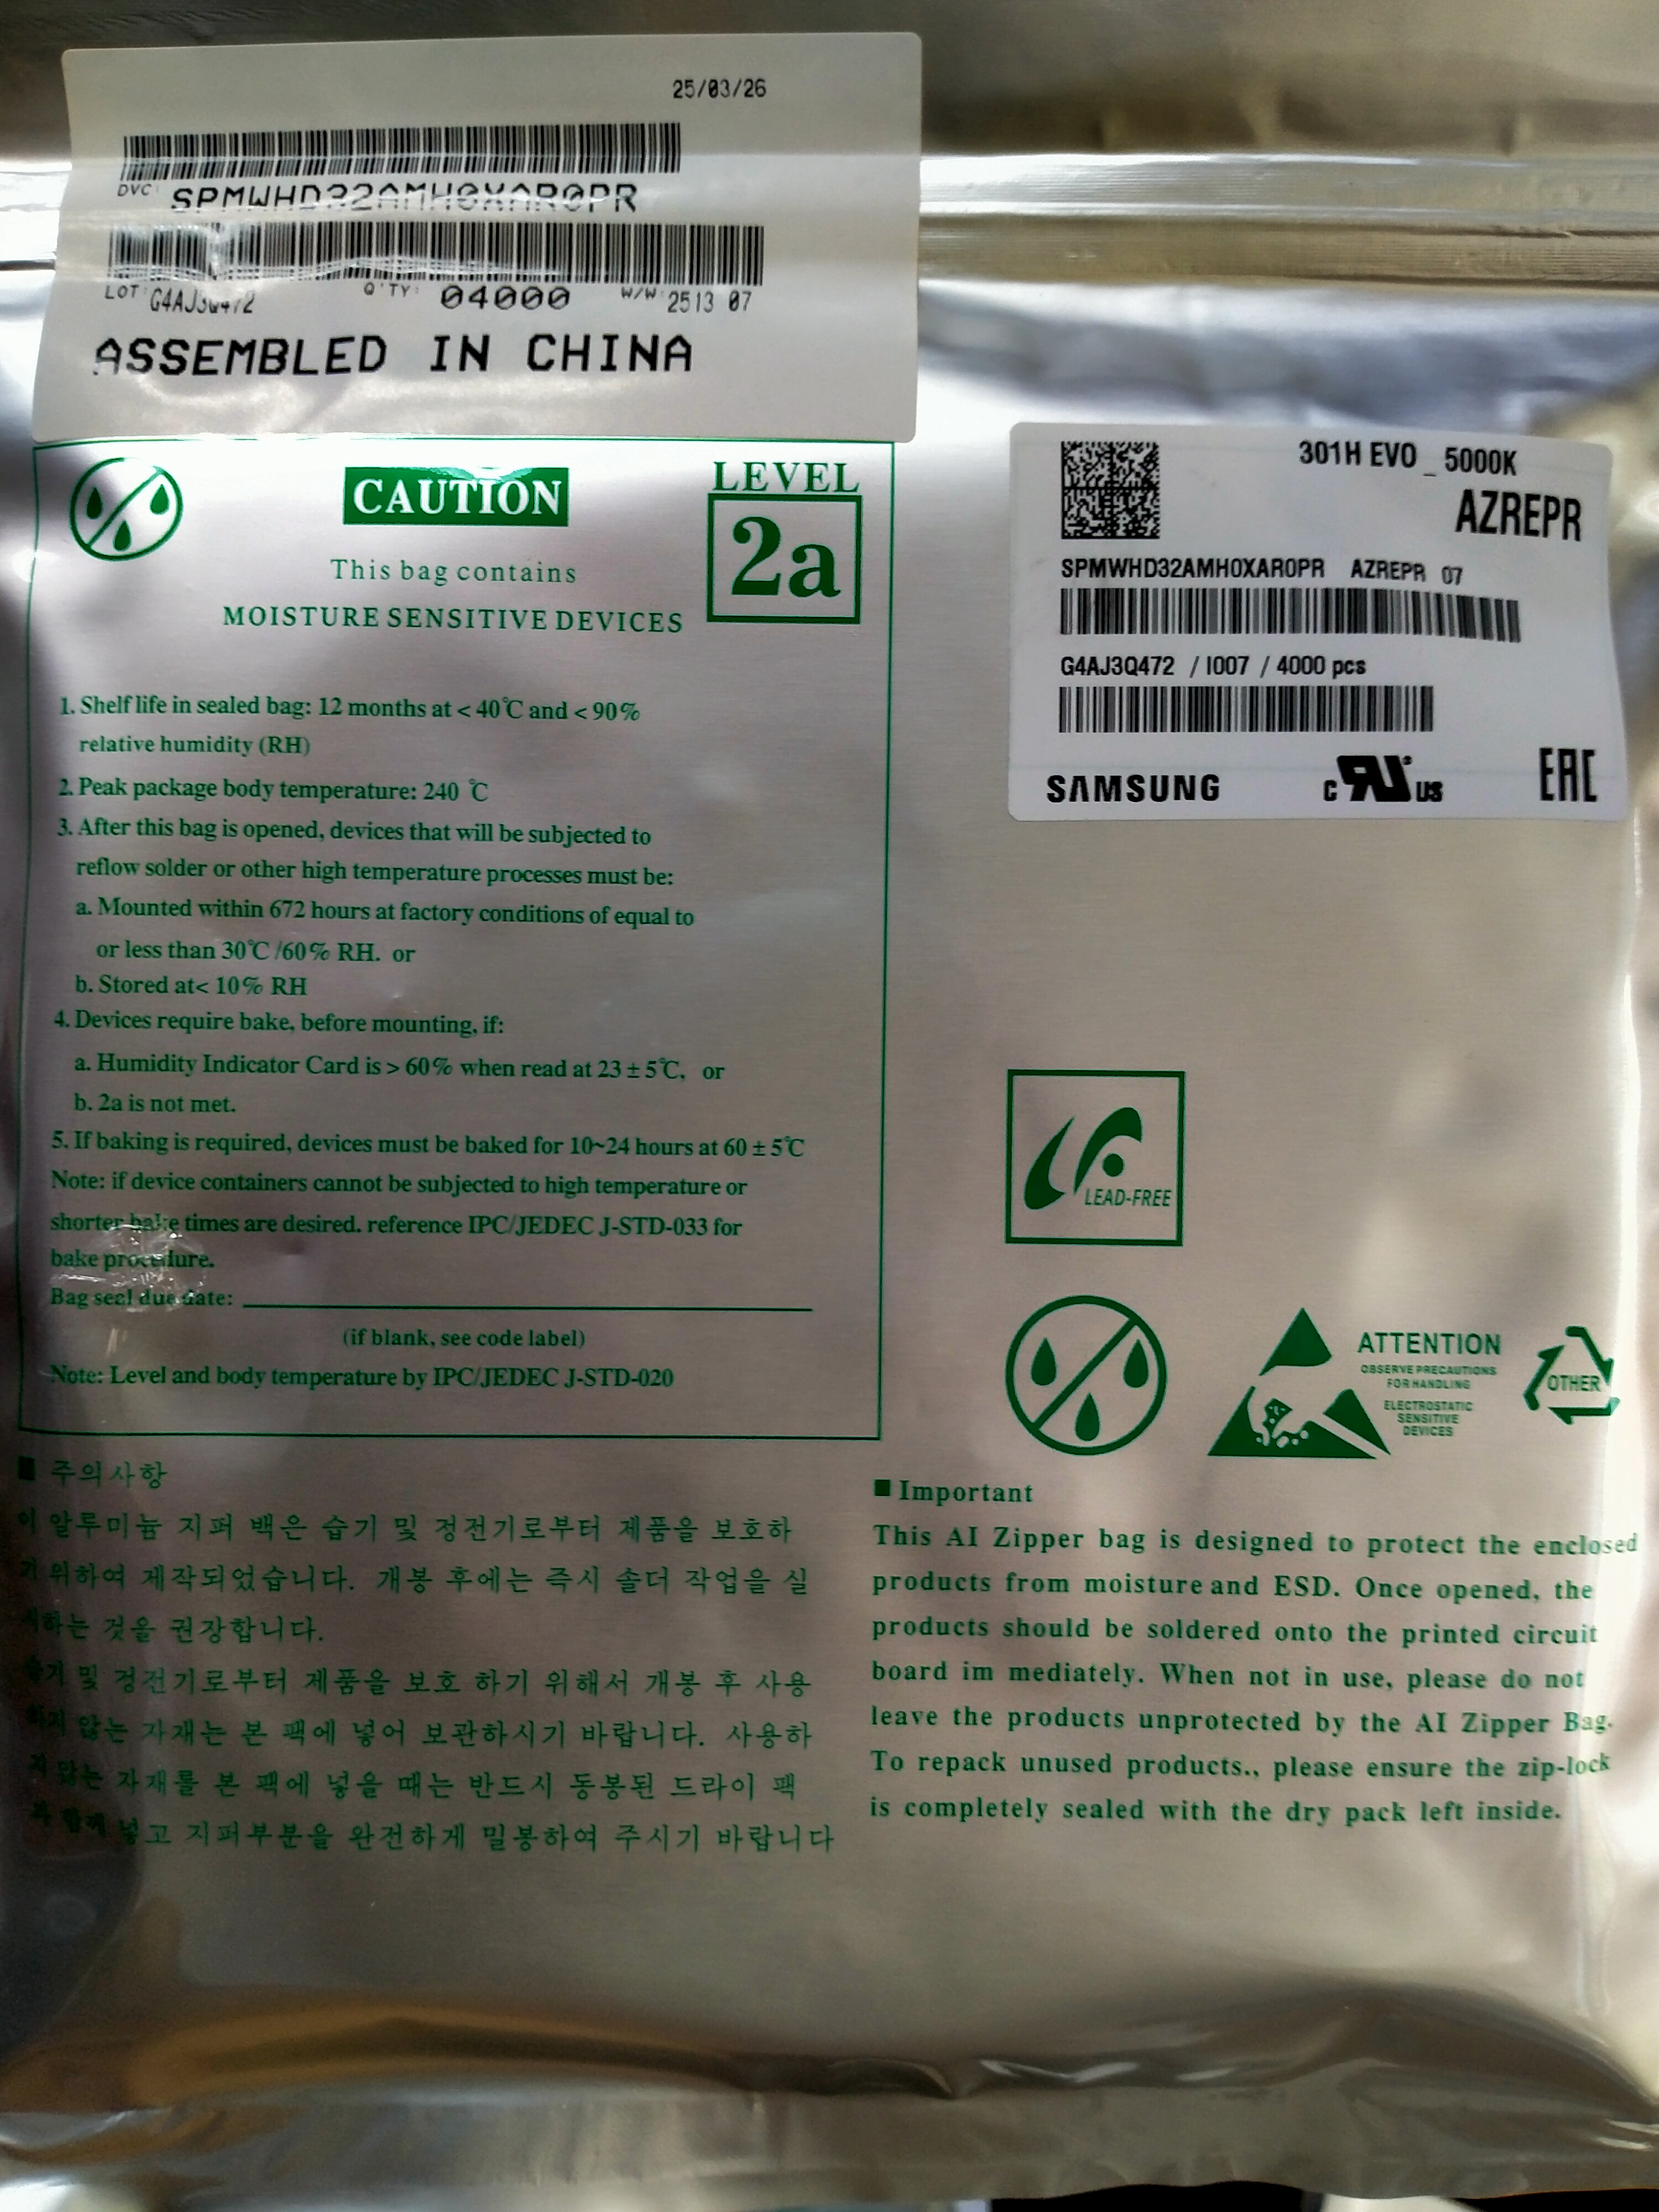 25/03/26
DVC: SPMWHD32AMH0XAR0PR
LOT: G4AJ3Q472 Q'TY: 04000 W/W: 2513 07
ASSEMBLED IN CHINA
CAUTION
LEVEL
2a
This bag contains
MOISTURE SENSITIVE DEVICES
1. Shelf life in sealed bag: 12 months at < 40℃ and < 90%
relative humidity (RH)
2. Peak package body temperature: 240 ℃
3. After this bag is opened, devices that will be subjected to
reflow solder or other high temperature processes must be:
a. Mounted within 672 hours at factory conditions of equal to
or less than 30℃ /60% RH. or
b. Stored at< 10% RH
4. Devices require bake, before mounting, if:
a. Humidity Indicator Card is > 60% when read at 23 ± 5℃, or
b. 2a is not met.
5. If baking is required, devices must be baked for 10~24 hours at 60 ± 5℃
Note: if device containers cannot be subjected to high temperature or
shorter bake times are desired. reference IPC/JEDEC J-STD-033 for
bake procedure.
Bag seal due date:
(if blank, see code label)
Note: Level and body temperature by IPC/JEDEC J-STD-020
301H EVO _ 5000K
AZREPR
SPMWHD32AMH0XAR0PR AZREPR 07
G4AJ3Q472 / I007 / 4000 pcs
SAMSUNG
c RU us
EAC
LEAD-FREE
ATTENTION
OBSERVE PRECAUTIONS
FOR HANDLING
ELECTROSTATIC
SENSITIVE
DEVICES
OTHER
■ 주의사항
이 알루미늄 지퍼 백은 습기 및 정전기로부터 제품을 보호하
기 위하여 제작되었습니다. 개봉 후에는 즉시 솔더 작업을 실
시하는 것을 권장합니다.
습기 및 정전기로부터 제품을 보호 하기 위해서 개봉 후 사용
하지 않는 자재는 본 팩에 넣어 보관하시기 바랍니다. 사용하
지 않는 자재를 본 팩에 넣을 때는 반드시 동봉된 드라이 팩
과 함께 넣고 지퍼부분을 완전하게 밀봉하여 주시기 바랍니다
■ Important
This AI Zipper bag is designed to protect the enclosed
products from moisture and ESD. Once opened, the
products should be soldered onto the printed circuit
board im mediately. When not in use, please do not
leave the products unprotected by the AI Zipper Bag.
To repack unused products., please ensure the zip-lock
is completely sealed with the dry pack left inside.